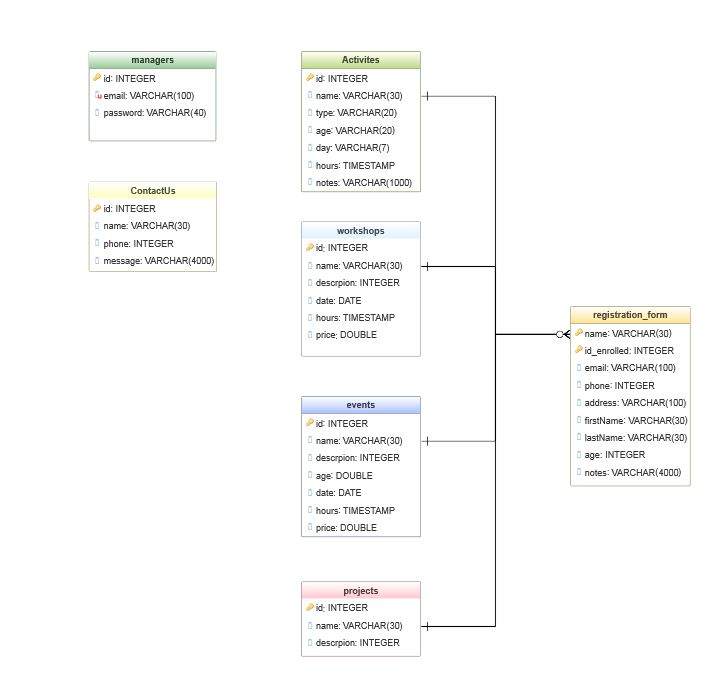 managers
id: INTEGER
email: VARCHAR(100)
password: VARCHAR(40)
ContactUs
id: INTEGER
name: VARCHAR(30)
phone: INTEGER
message: VARCHAR(4000)
Activites
id: INTEGER
name: VARCHAR(30)
type: VARCHAR(20)
age: VARCHAR(20)
day: VARCHAR(7)
hours: TIMESTAMP
notes: VARCHAR(1000)
workshops
id: INTEGER
name: VARCHAR(30)
descrpion: INTEGER
date: DATE
hours: TIMESTAMP
price: DOUBLE
events
id: INTEGER
name: VARCHAR(30)
descrpion: INTEGER
age: DOUBLE
date: DATE
hours: TIMESTAMP
price: DOUBLE
projects
id: INTEGER
name: VARCHAR(30)
descrpion: INTEGER
registration_form
name: VARCHAR(30)
id_enrolled: INTEGER
email: VARCHAR(100)
phone: INTEGER
address: VARCHAR(100)
firstName: VARCHAR(30)
lastName: VARCHAR(30)
age: INTEGER
notes: VARCHAR(4000)